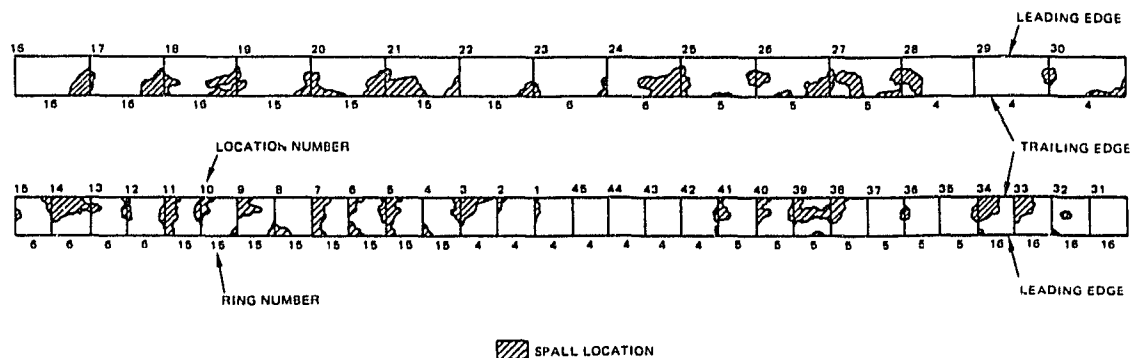 LEADING EDGE
15 17 18 19 20 21 22 23 24 25 26 27 28 29 30
16 16 16 15 15 15 15 6 6 5 5 5 4 4 4
LOCATION NUMBER
TRAILING EDGE
15 14 13 12 11 10 9 8 7 6 5 4 3 2 1 45 44 43 42 41 40 39 38 37 36 35 34 33 32 31
6 6 6 6 15 15 15 15 15 15 15 15 4 4 4 4 4 4 4 5 5 5 5 5 5 5 16 16 16 16
RING NUMBER
LEADING EDGE
SPALL LOCATION